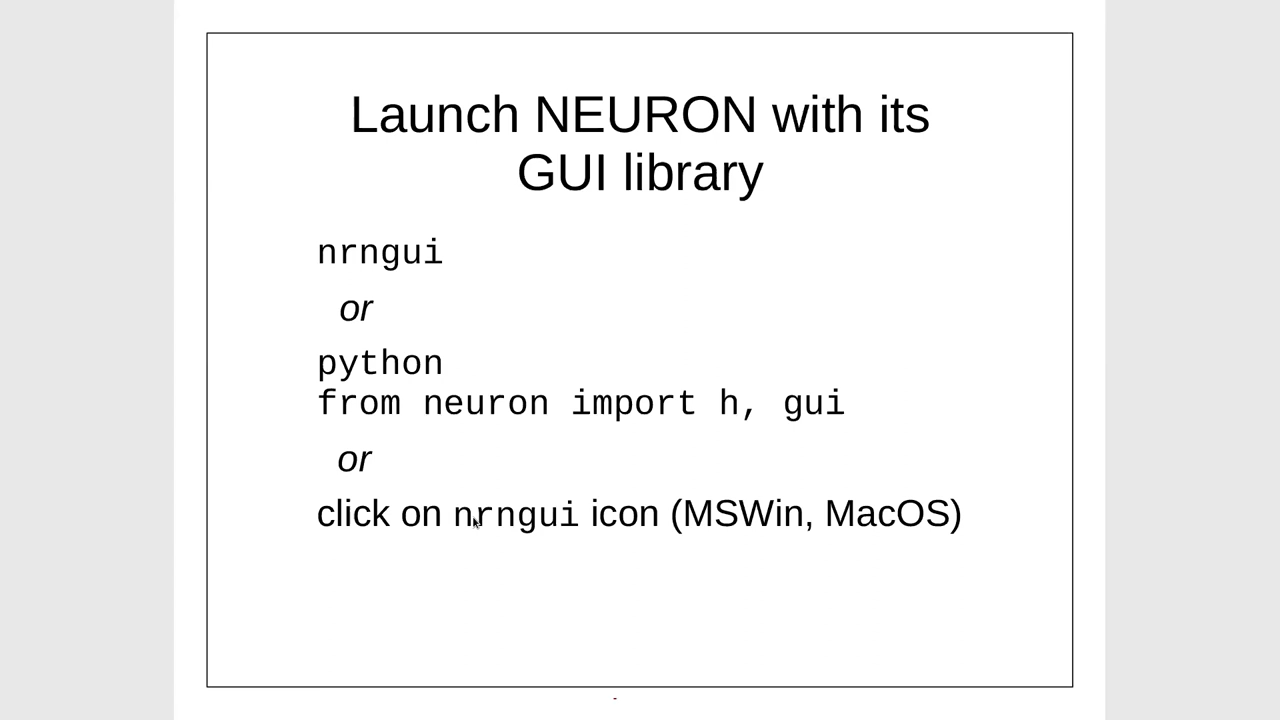 Launch NEURON with its
GUI library
nrngui
or
python
from neuron import h, gui
or
click on nrngui icon (MSWin, MacOS)